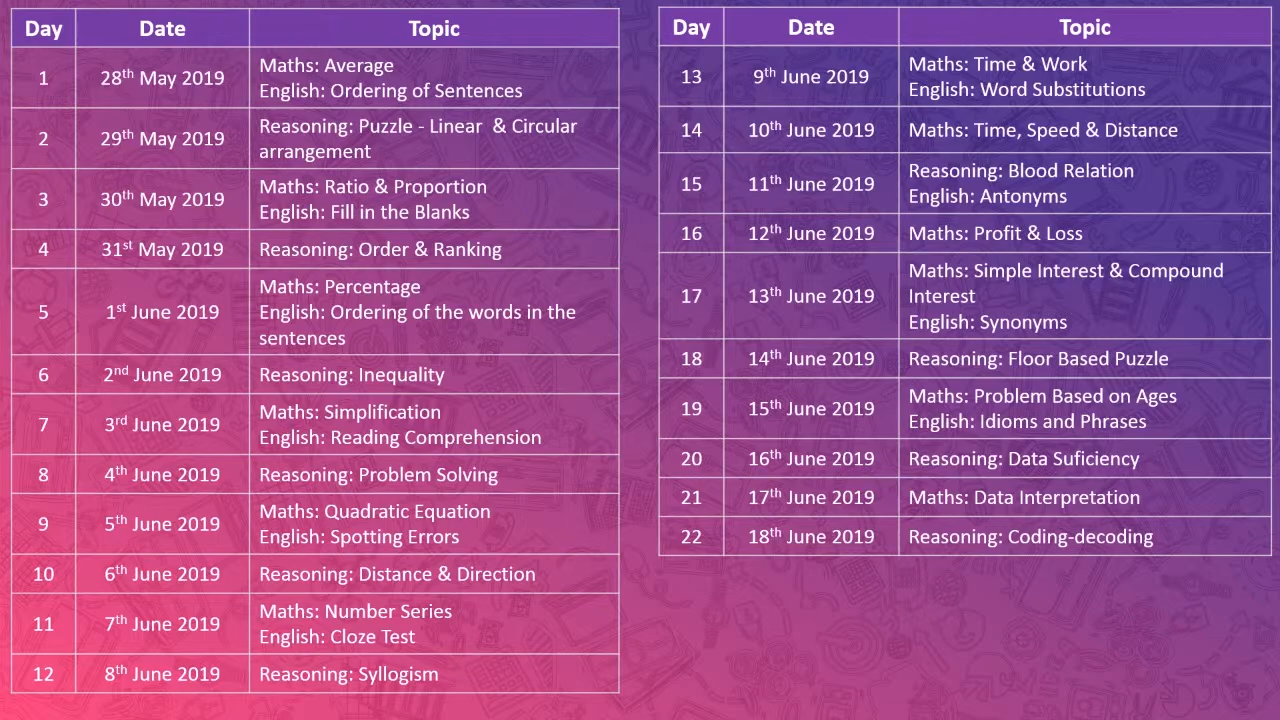 Day Date Topic
1 28th May 2019 Maths: Average
English: Ordering of Sentences
2 29th May 2019 Reasoning: Puzzle - Linear & Circular
arrangement
3 30th May 2019 Maths: Ratio & Proportion
English: Fill in the Blanks
4 31st May 2019 Reasoning: Order & Ranking
5 1st June 2019 Maths: Percentage
English: Ordering of the words in the
sentences
6 2nd June 2019 Reasoning: Inequality
7 3rd June 2019 Maths: Simplification
English: Reading Comprehension
8 4th June 2019 Reasoning: Problem Solving
9 5th June 2019 Maths: Quadratic Equation
English: Spotting Errors
10 6th June 2019 Reasoning: Distance & Direction
11 7th June 2019 Maths: Number Series
English: Cloze Test
12 8th June 2019 Reasoning: Syllogism
Day Date Topic
13 9th June 2019 Maths: Time & Work
English: Word Substitutions
14 10th June 2019 Maths: Time, Speed & Distance
15 11th June 2019 Reasoning: Blood Relation
English: Antonyms
16 12th June 2019 Maths: Profit & Loss
17 13th June 2019 Maths: Simple Interest & Compound
Interest
English: Synonyms
18 14th June 2019 Reasoning: Floor Based Puzzle
19 15th June 2019 Maths: Problem Based on Ages
English: Idioms and Phrases
20 16th June 2019 Reasoning: Data Suficiency
21 17th June 2019 Maths: Data Interpretation
22 18th June 2019 Reasoning: Coding-decoding